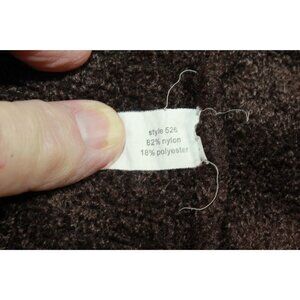 style 526
82% nylon
18% polyester